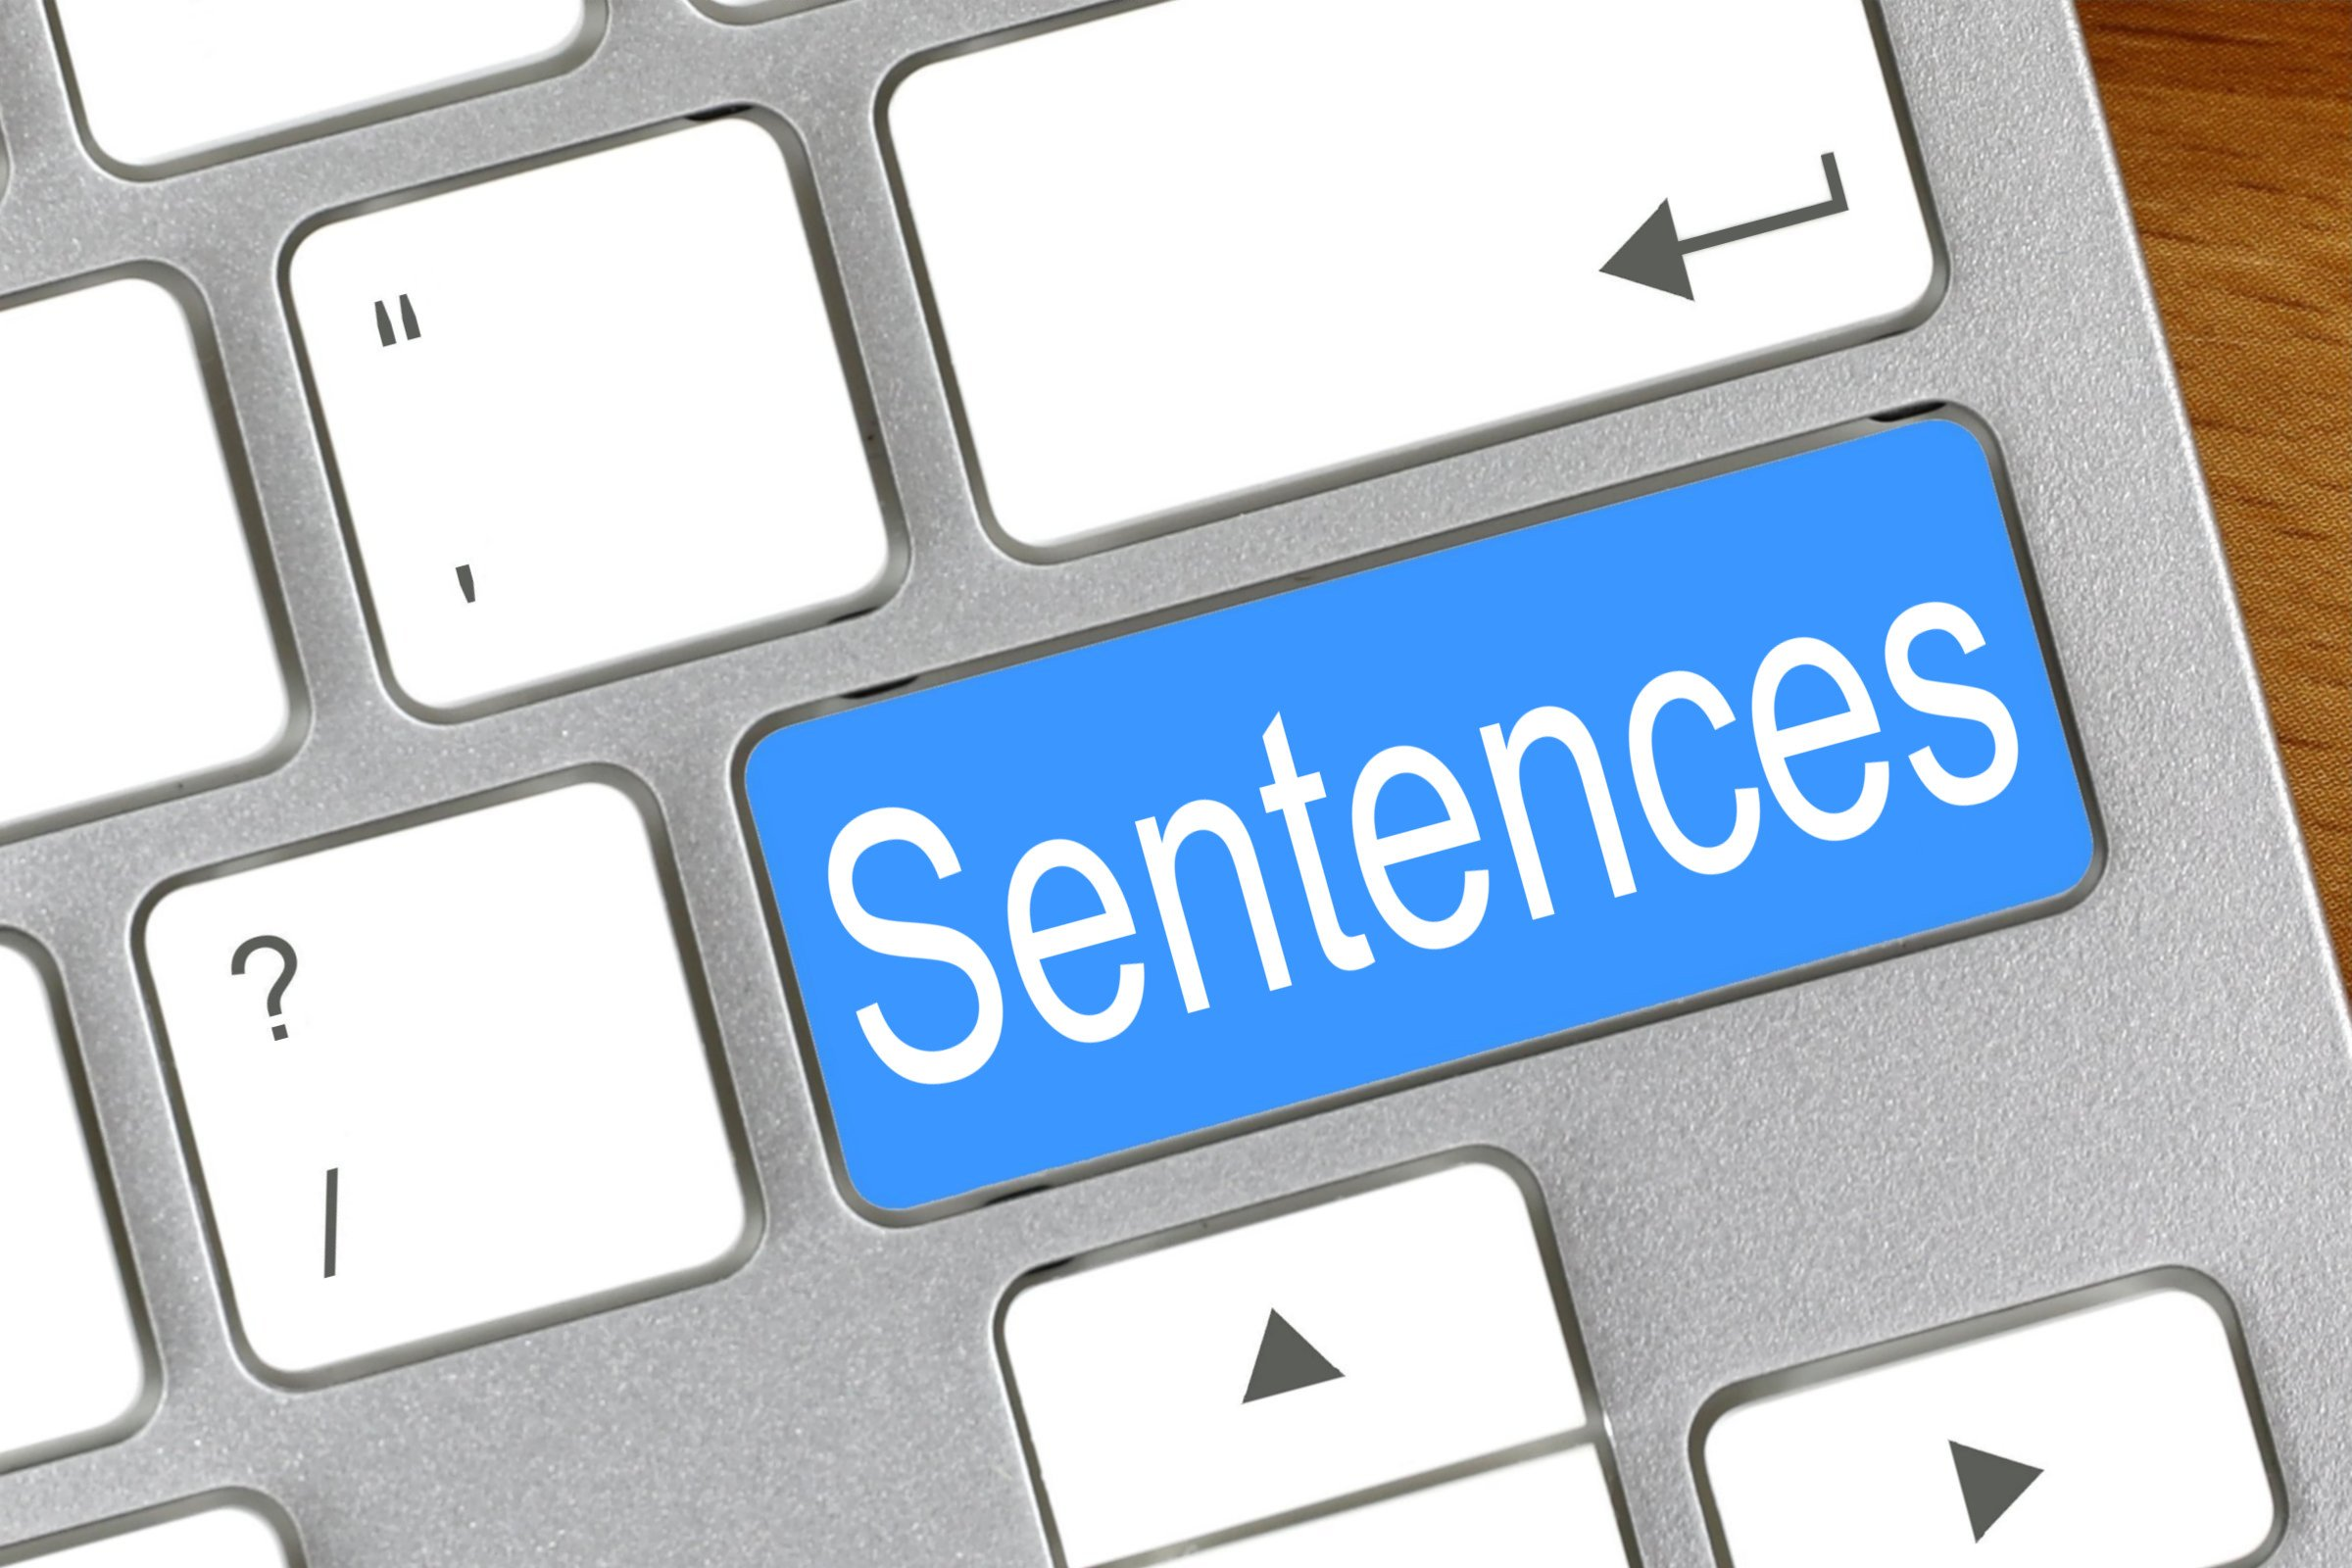 "
'
Sentences
?
/